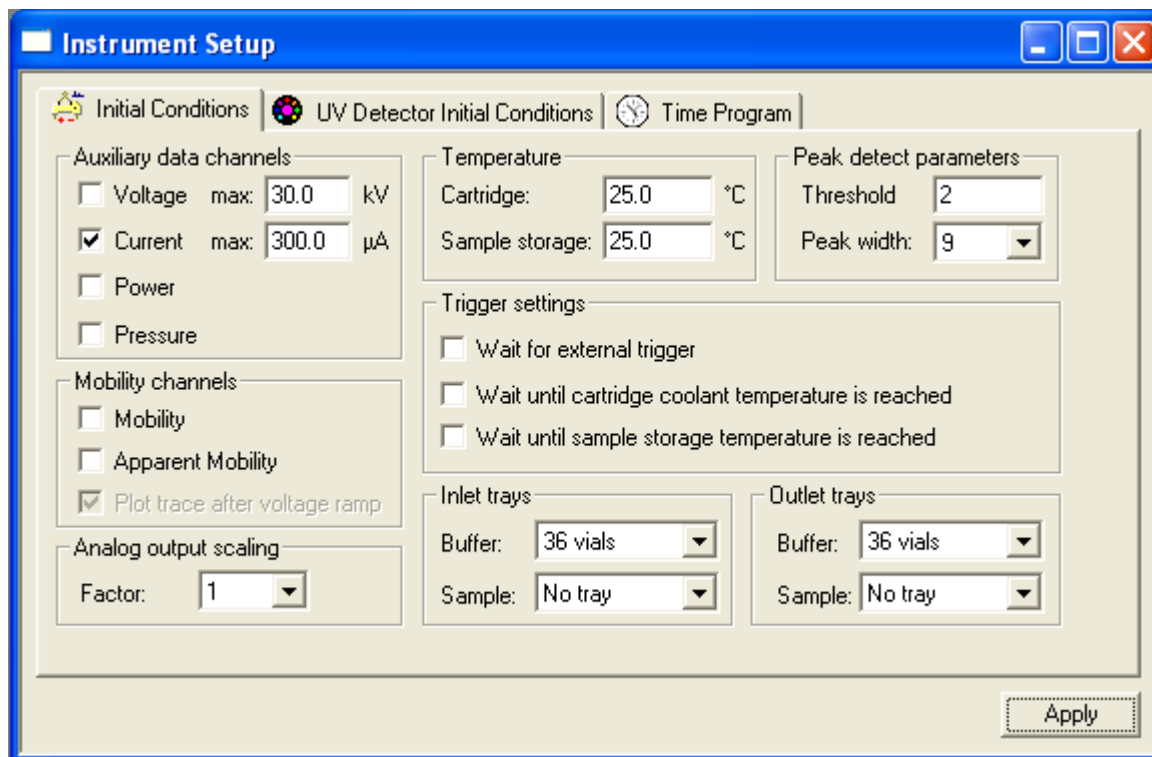 Instrument Setup
Initial Conditions
UV Detector Initial Conditions
Time Program
Auxiliary data channels
Voltage max: 30.0 kV
Current max: 300.0 µA
Power
Pressure
Mobility channels
Mobility
Apparent Mobility
Plot trace after voltage ramp
Analog output scaling
Factor: 1
Temperature
Cartridge: 25.0 °C
Sample storage: 25.0 °C
Peak detect parameters
Threshold 2
Peak width: 9
Trigger settings
Wait for external trigger
Wait until cartridge coolant temperature is reached
Wait until sample storage temperature is reached
Inlet trays
Buffer: 36 vials
Sample: No tray
Outlet trays
Buffer: 36 vials
Sample: No tray
Apply